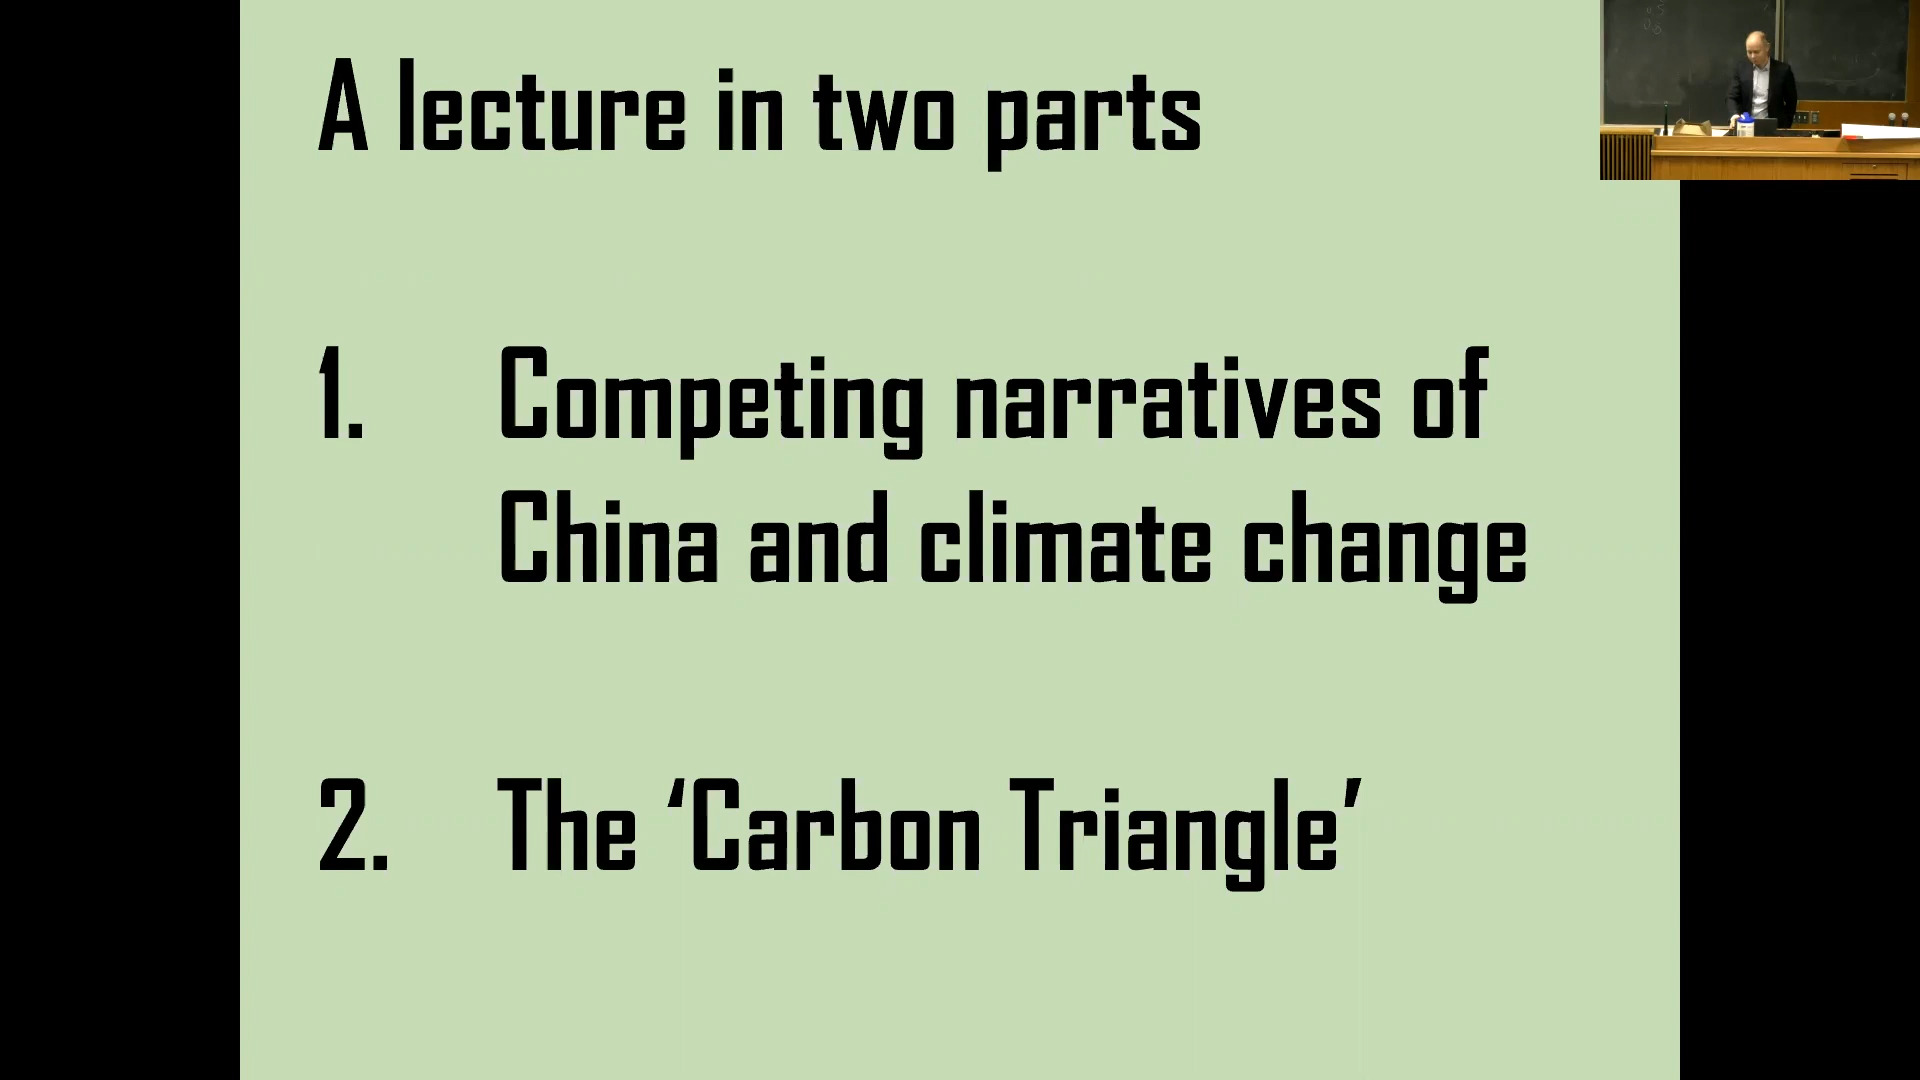 A lecture in two parts
1. Competing narratives of
China and climate change
2. The ‘Carbon Triangle’